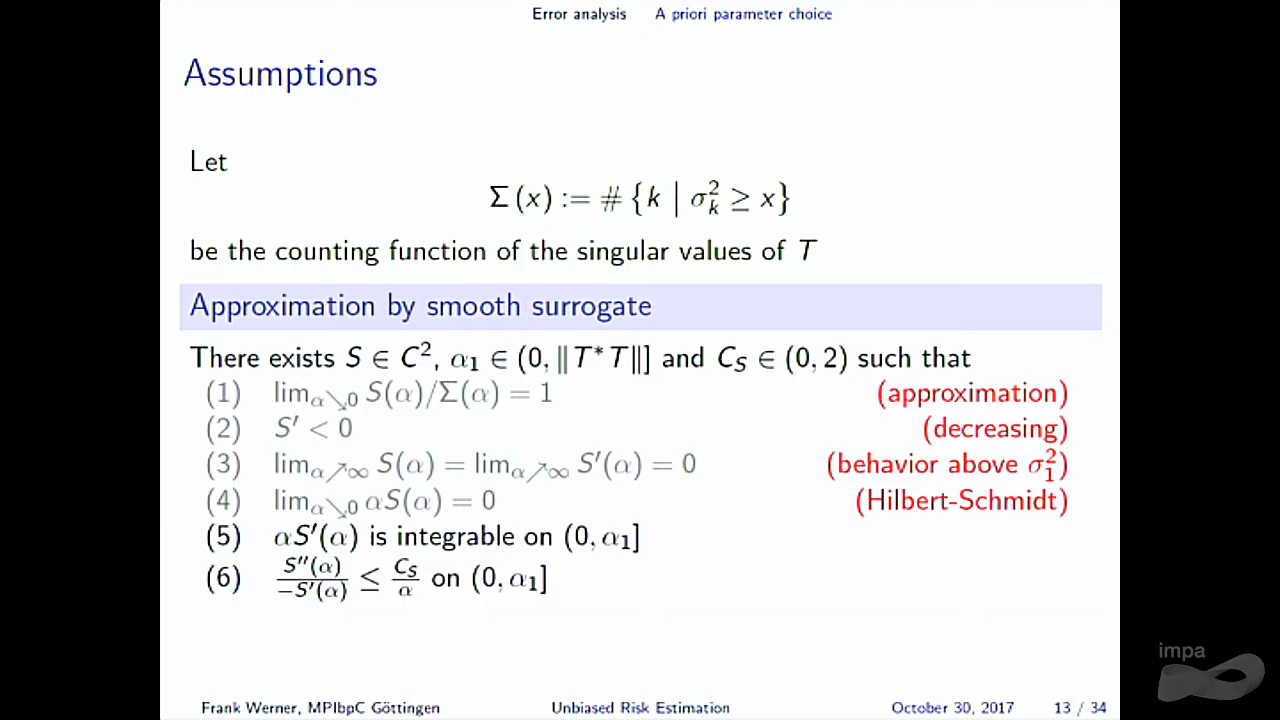 Error analysis A priori parameter choice
Assumptions
Let
Σ (x) := # {k | σ_k^2 ≥ x}
be the counting function of the singular values of T
Approximation by smooth surrogate
There exists S ∈ C^2, α_1 ∈ (0, ‖T*T‖] and C_S ∈ (0, 2) such that
(1) lim_{α↘0} S(α)/Σ(α) = 1 (approximation)
(2) S′ < 0 (decreasing)
(3) lim_{α↗∞} S(α) = lim_{α↗∞} S′(α) = 0 (behavior above σ_1^2)
(4) lim_{α↘0} αS(α) = 0 (Hilbert-Schmidt)
(5) αS′(α) is integrable on (0, α_1]
(6) S″(α)/−S′(α) ≤ C_S/α on (0, α_1]
impa
Frank Werner, MPIbpC Göttingen Unbiased Risk Estimation October 30, 2017 13 / 34